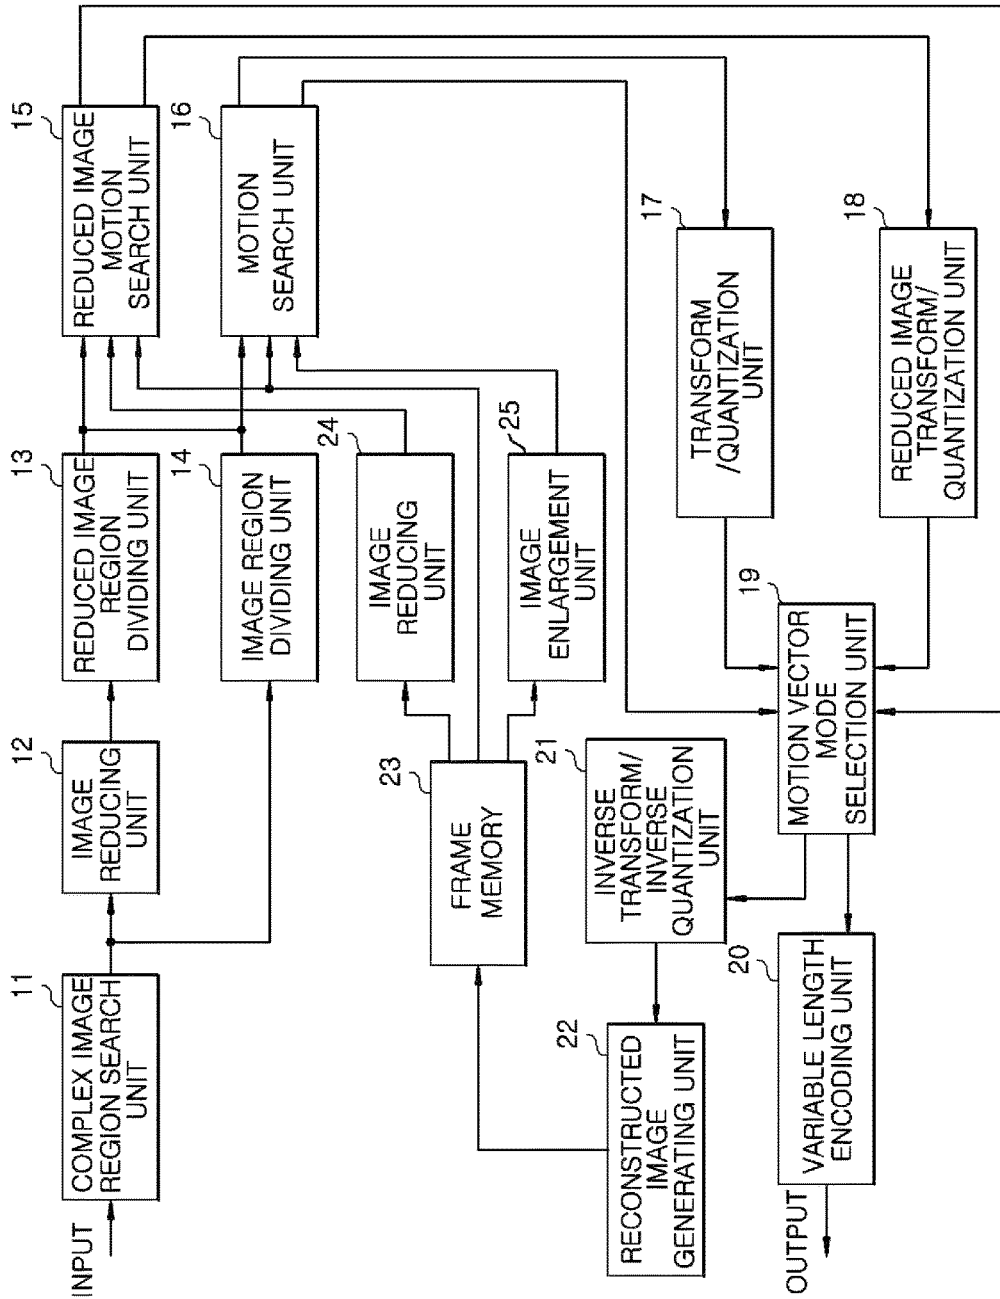 INPUT
11
COMPLEX IMAGE
REGION SEARCH
UNIT
12
IMAGE
REDUCING
UNIT
13
REDUCED IMAGE
REGION
DIVIDING UNIT
14
IMAGE REGION
DIVIDING UNIT
15
REDUCED IMAGE
MOTION
SEARCH UNIT
16
MOTION
SEARCH UNIT
24
IMAGE
REDUCING
UNIT
25
IMAGE
ENLARGEMENT
UNIT
23
FRAME
MEMORY
22
RECONSTRUCTED
IMAGE
GENERATING UNIT
21
INVERSE
TRANSFORM/
INVERSE
QUANTIZATION
UNIT
17
TRANSFORM
/QUANTIZATION
UNIT
18
REDUCED IMAGE
TRANSFORM/
QUANTIZATION UNIT
19
MOTION VECTOR
MODE
SELECTION UNIT
20
VARIABLE LENGTH
ENCODING UNIT
OUTPUT